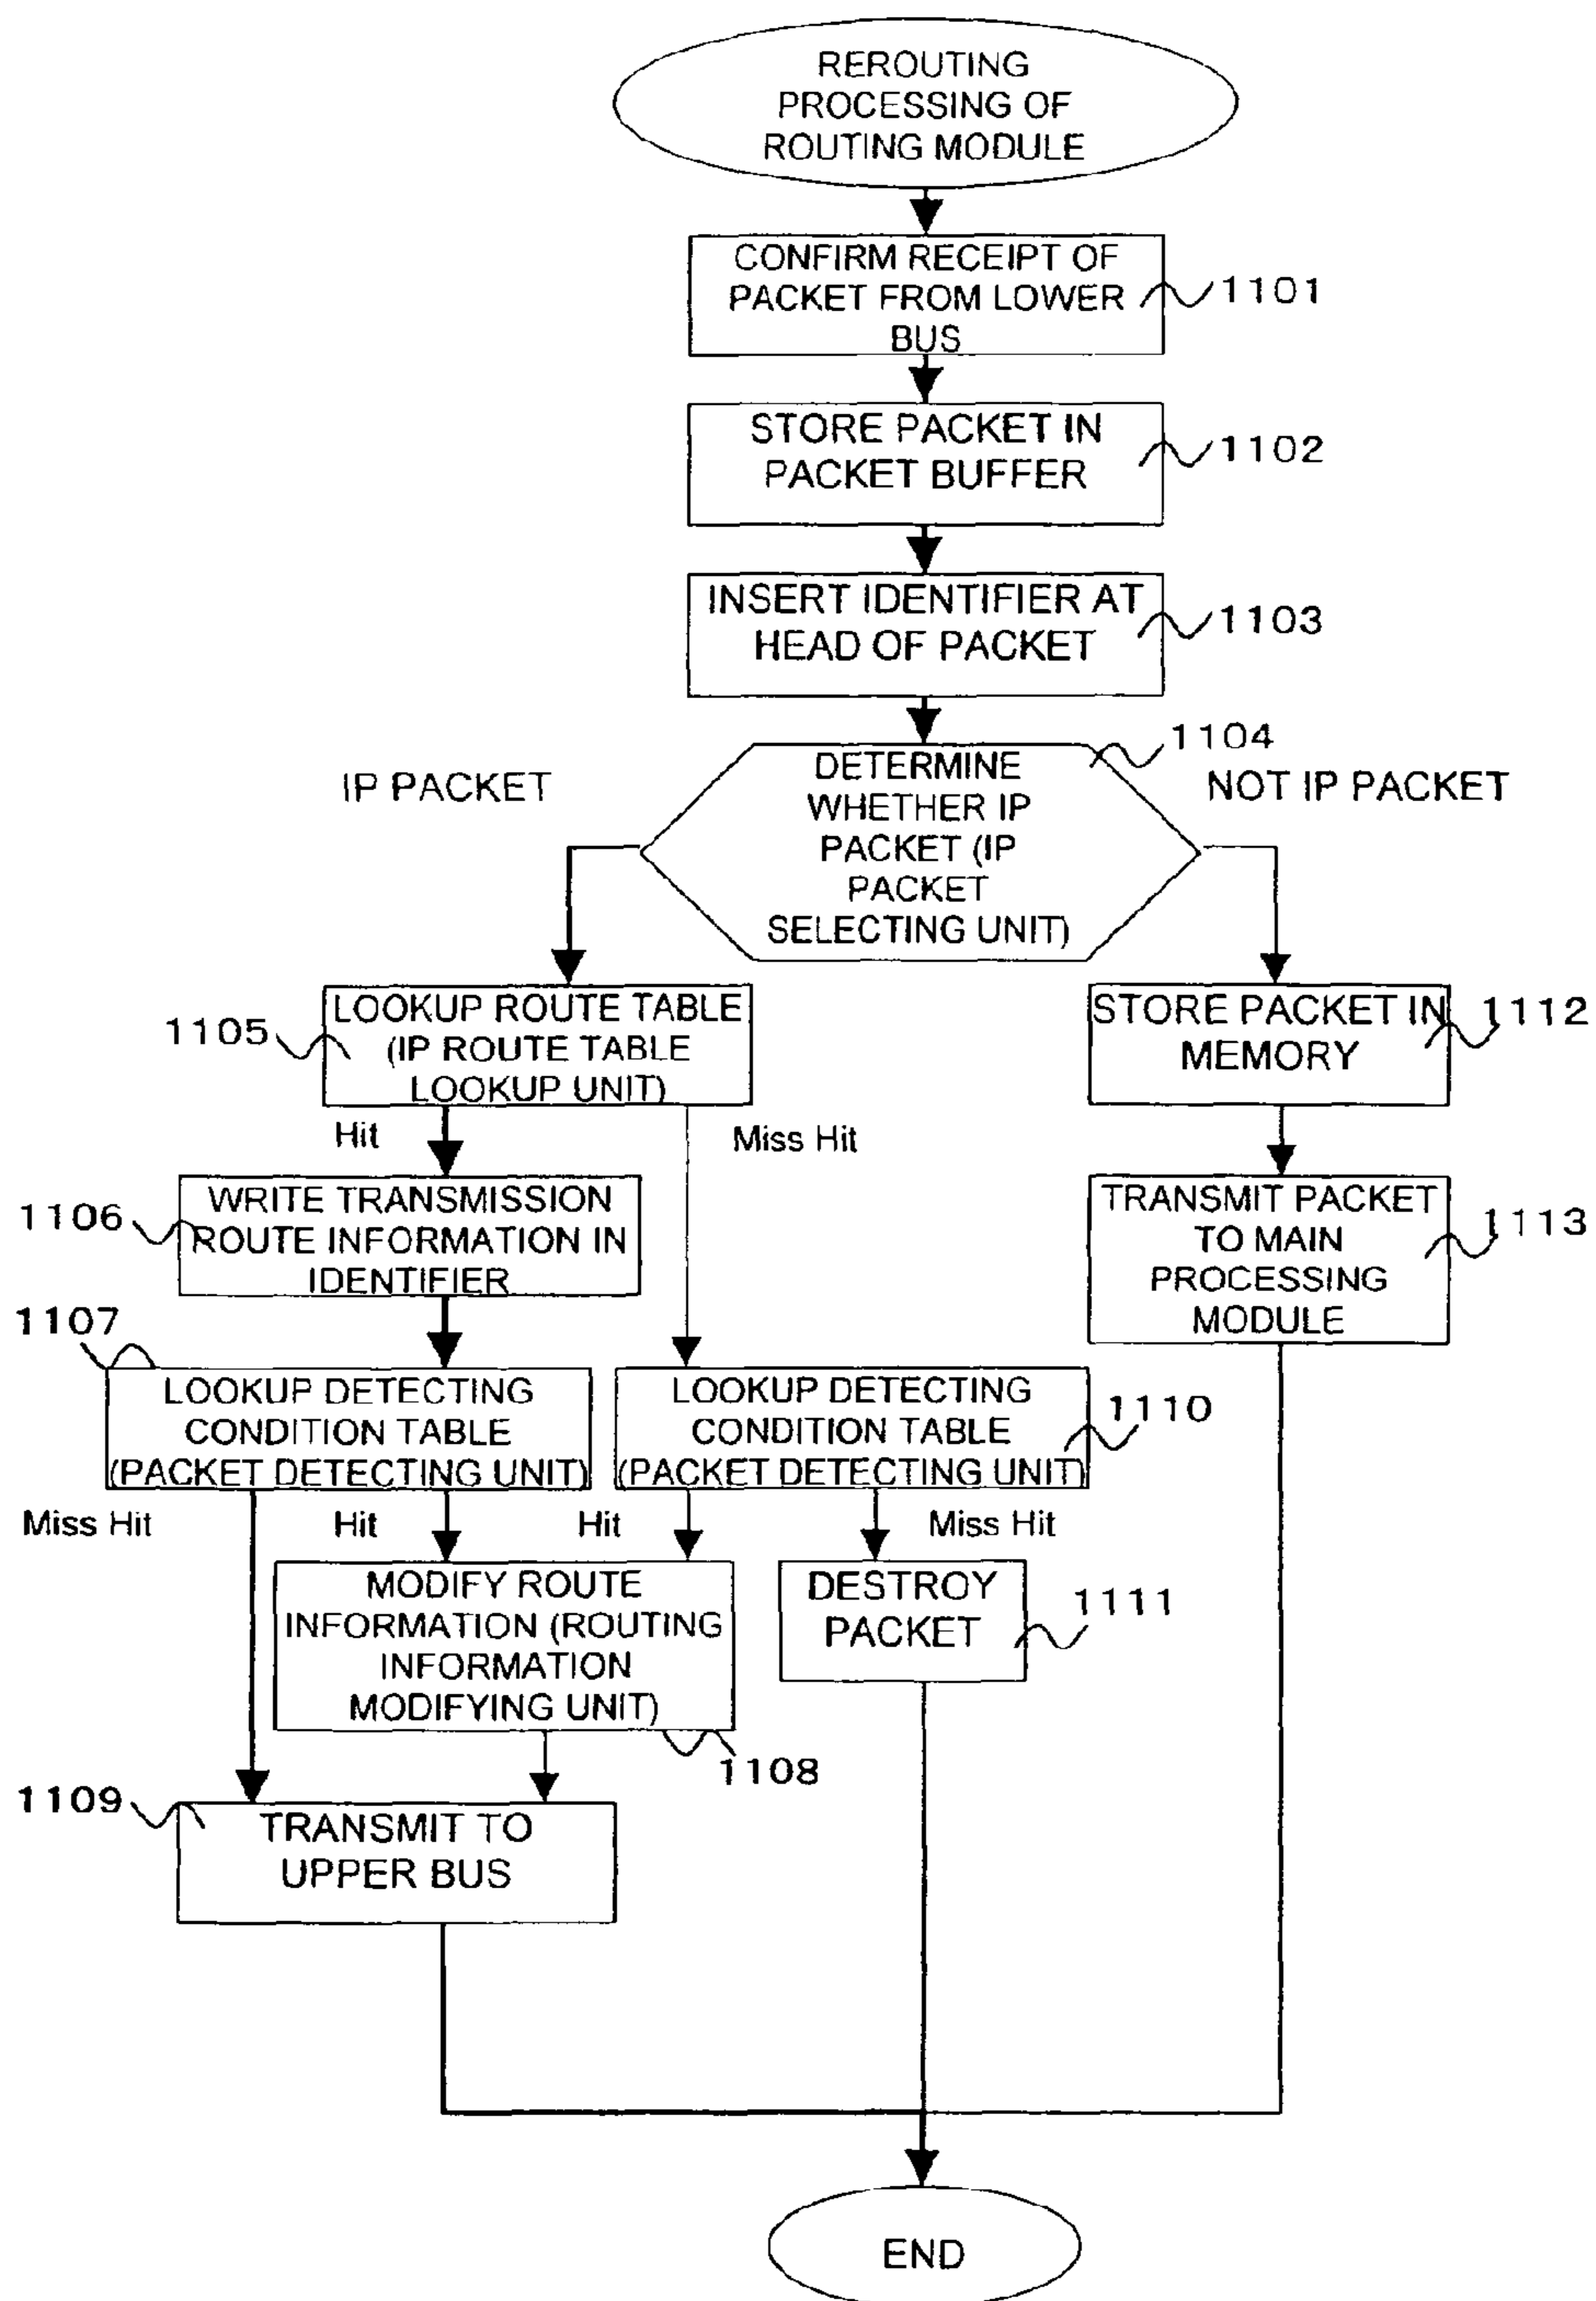 REROUTING
PROCESSING OF
ROUTING MODULE
CONFIRM RECEIPT OF
PACKET FROM LOWER
BUS
1101
STORE PACKET IN
PACKET BUFFER
1102
INSERT IDENTIFIER AT
HEAD OF PACKET
1103
1104
IP PACKET
DETERMINE
WHETHER IP
PACKET (IP
PACKET
SELECTING UNIT)
NOT IP PACKET
1105
LOOKUP ROUTE TABLE
(IP ROUTE TABLE
LOOKUP UNIT)
STORE PACKET IN
MEMORY
1112
Hit
Miss Hit
1106
WRITE TRANSMISSION
ROUTE INFORMATION IN
IDENTIFIER
TRANSMIT PACKET
TO MAIN
PROCESSING
MODULE
1113
1107
LOOKUP DETECTING
CONDITION TABLE
(PACKET DETECTING UNIT)
LOOKUP DETECTING
CONDITION TABLE
(PACKET DETECTING UNIT)
1110
Miss Hit
Hit
Hit
Miss Hit
MODIFY ROUTE
INFORMATION (ROUTING
INFORMATION
MODIFYING UNIT)
1108
DESTROY
PACKET
1111
1109
TRANSMIT TO
UPPER BUS
END